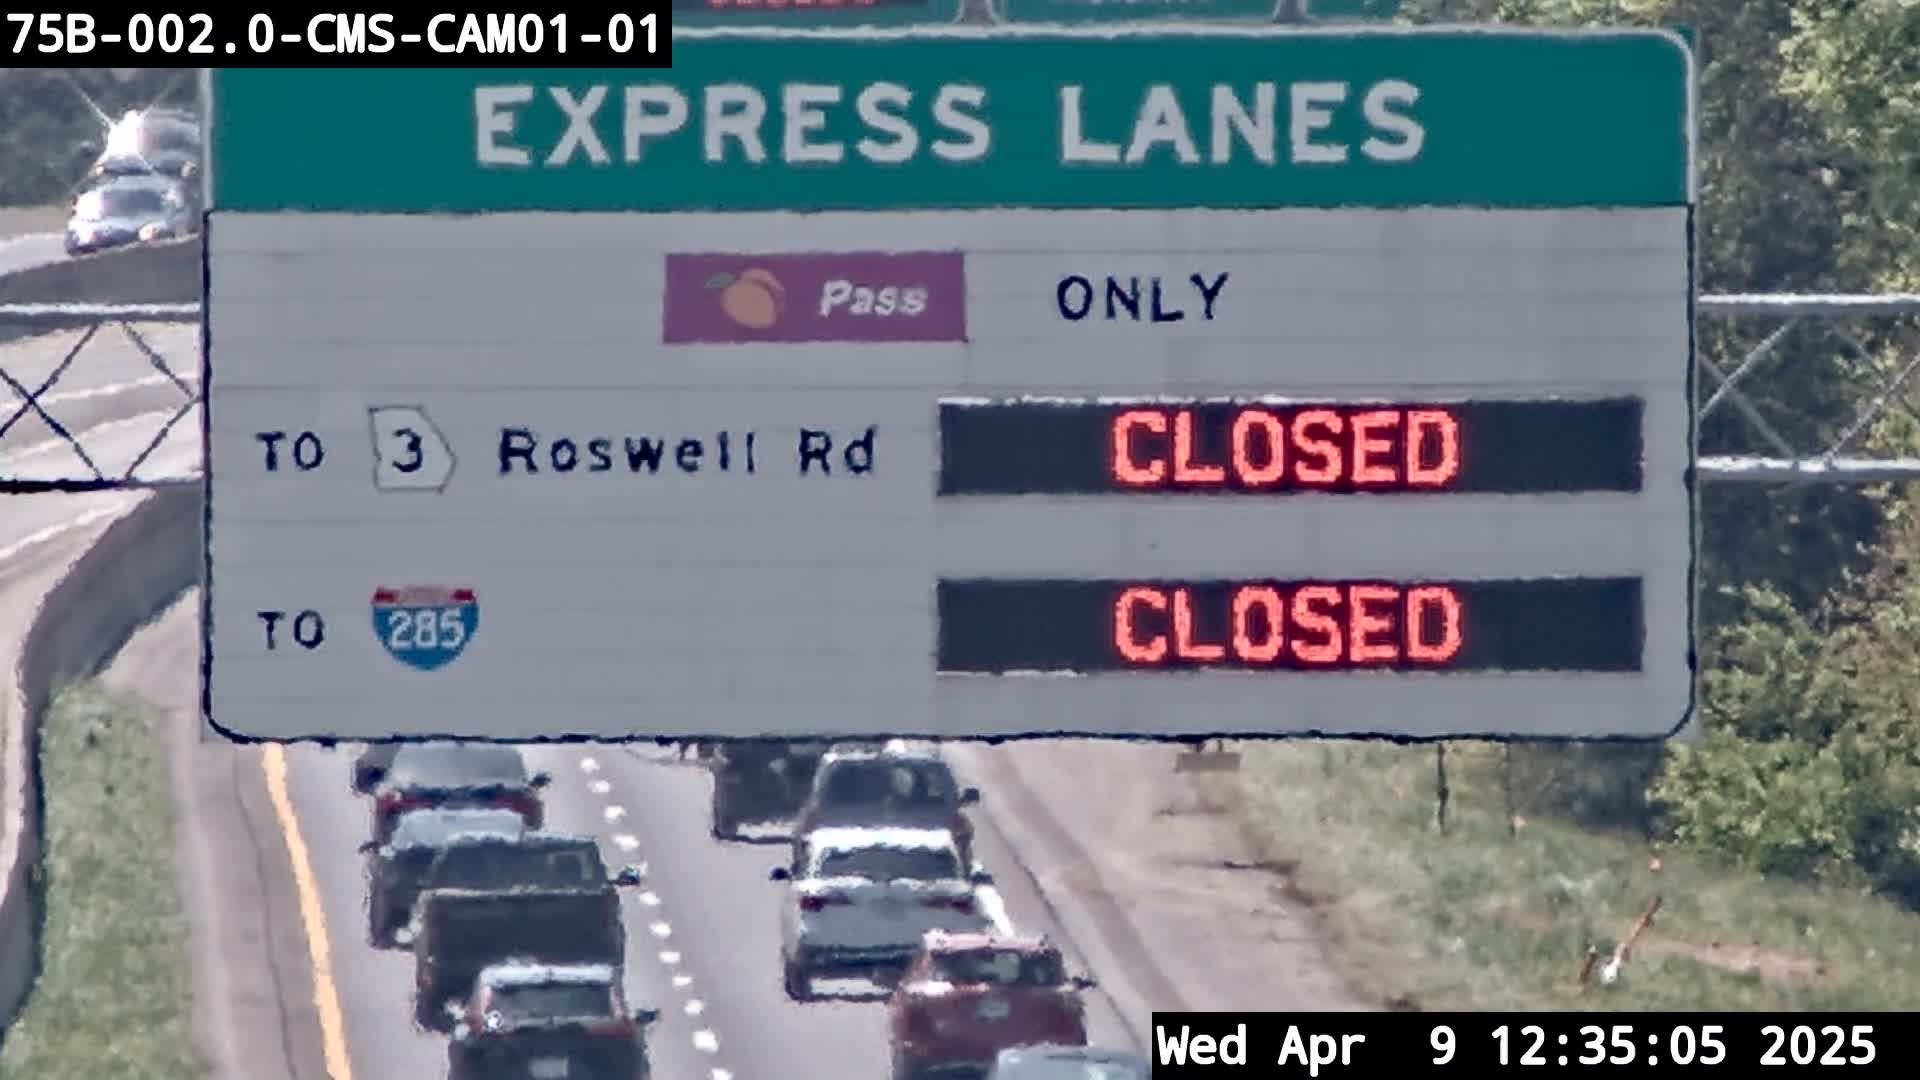 75B-002.0-CMS-CAM01-01
EXPRESS LANES
Pass ONLY
TO 3 Roswell Rd CLOSED
TO 285 CLOSED
Wed Apr 9 12:35:05 2025